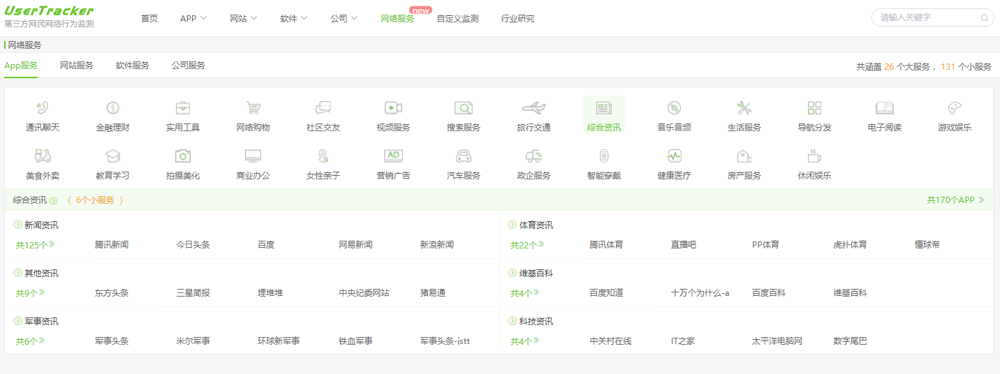 UserTracker
第三方网民网络行为监测
首页 APP 网站 软件 公司 网络服务 new 自定义监测 行业研究 请输入关键字
网络服务
App服务 网站服务 软件服务 公司服务 共涵盖 26 个大服务 ， 131 个小服务
通讯聊天 金融理财 实用工具 网络购物 社区交友 视频服务 搜索服务 旅行交通 综合资讯 音乐音频 生活服务 导航分发 电子阅读 游戏娱乐
AD
美食外卖 教育学习 拍摄美化 商业办公 女性亲子 营销广告 汽车服务 政企服务 智能穿戴 健康医疗 房产服务 休闲娱乐
综合资讯 （ 6个小服务 ） 共170个APP
新闻资讯 体育资讯
共125个 腾讯新闻 今日头条 百度 网易新闻 新浪新闻 共22个 腾讯体育 直播吧 PP体育 虎扑体育 懂球帝
其他资讯 维基百科
共9个 东方头条 三星简报 埋堆堆 中央纪委网站 猪易通 共4个 百度知道 十万个为什么-a 百度百科 维基百科
军事资讯 科技资讯
共6个 军事头条 米尔军事 环球新军事 铁血军事 军事头条-istt 共4个 中关村在线 IT之家 太平洋电脑网 数字尾巴